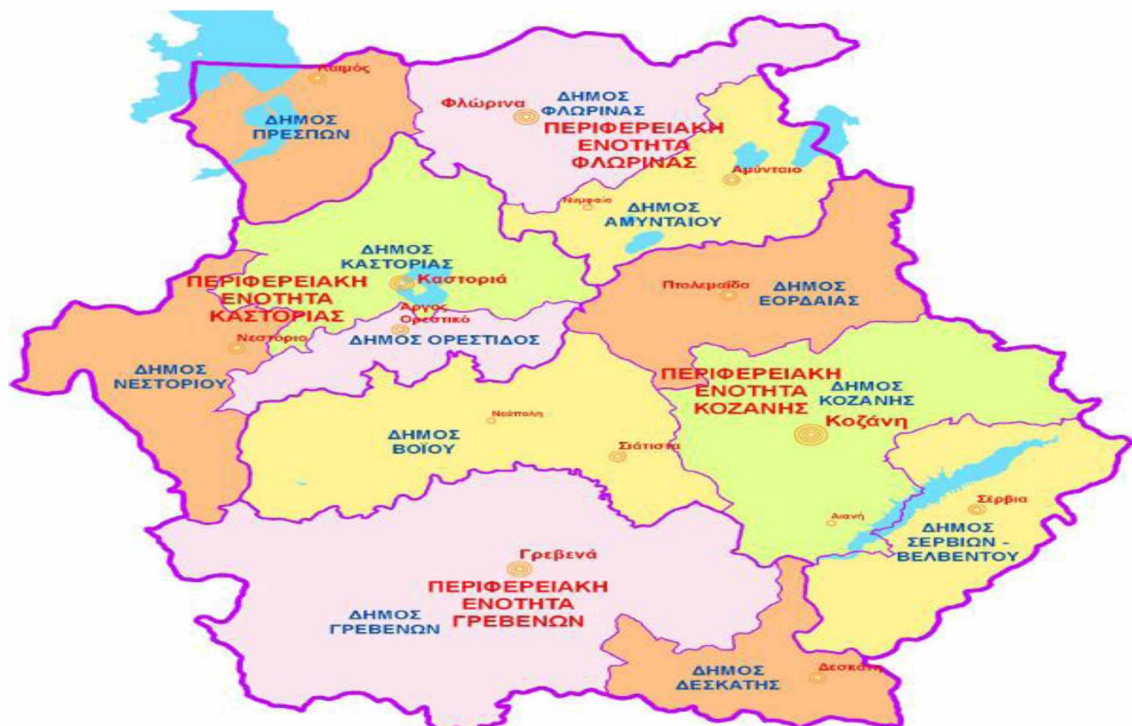 Λαιμός
Φλώρινα
ΔΗΜΟΣ
ΦΛΩΡΙΝΑΣ
ΔΗΜΟΣ
ΠΡΕΣΠΩΝ
ΠΕΡΙΦΕΡΕΙΑΚΗ
ΕΝΟΤΗΤΑ
ΦΛΩΡΙΝΑΣ
Αμύνταιο
Νυμφαίο
ΔΗΜΟΣ
ΑΜΥΝΤΑΙΟΥ
ΔΗΜΟΣ
ΚΑΣΤΟΡΙΑΣ
Καστοριά
ΠΕΡΙΦΕΡΕΙΑΚΗ
ΕΝΟΤΗΤΑ
ΚΑΣΤΟΡΙΑΣ
Πτολεμαΐδα
ΔΗΜΟΣ
ΕΟΡΔΑΙΑΣ
Άργος
Ορεστικό
ΔΗΜΟΣ ΟΡΕΣΤΙΔΟΣ
Νεστόριο
ΔΗΜΟΣ
ΝΕΣΤΟΡΙΟΥ
ΠΕΡΙΦΕΡΕΙΑΚΗ
ΕΝΟΤΗΤΑ
ΚΟΖΑΝΗΣ
ΔΗΜΟΣ
ΚΟΖΑΝΗΣ
Κοζάνη
Νεάπολη
ΔΗΜΟΣ
ΒΟΪΟΥ
Σιάτιστα
Σέρβια
Αιανή
ΔΗΜΟΣ
ΣΕΡΒΙΩΝ -
ΒΕΛΒΕΝΤΟΥ
Γρεβενά
ΠΕΡΙΦΕΡΕΙΑΚΗ
ΕΝΟΤΗΤΑ
ΓΡΕΒΕΝΩΝ
ΔΗΜΟΣ
ΓΡΕΒΕΝΩΝ
Δεσκάτη
ΔΗΜΟΣ
ΔΕΣΚΑΤΗΣ